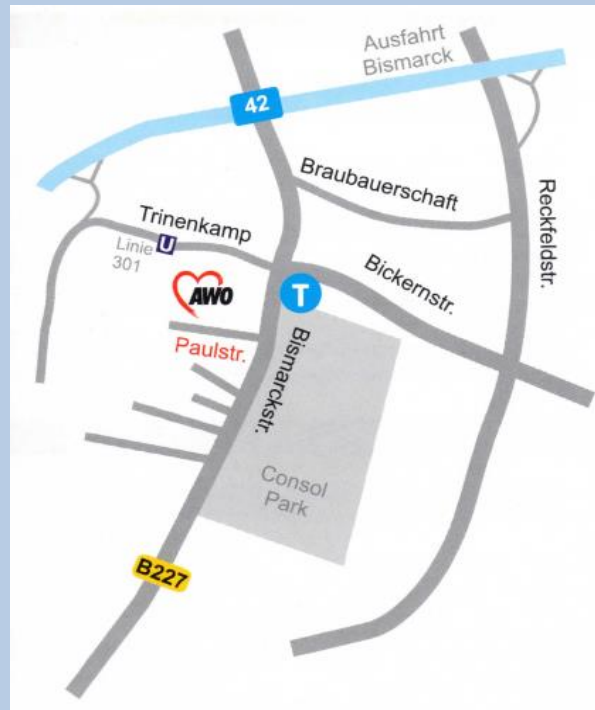 Ausfahrt
Bismarck
42
Braubauerschaft
Reckfeldstr.
Trinenkamp
U
Linie
301
Bickernstr.
AWO
T
Paulstr.
Bismarckstr.
Consol
Park
B227